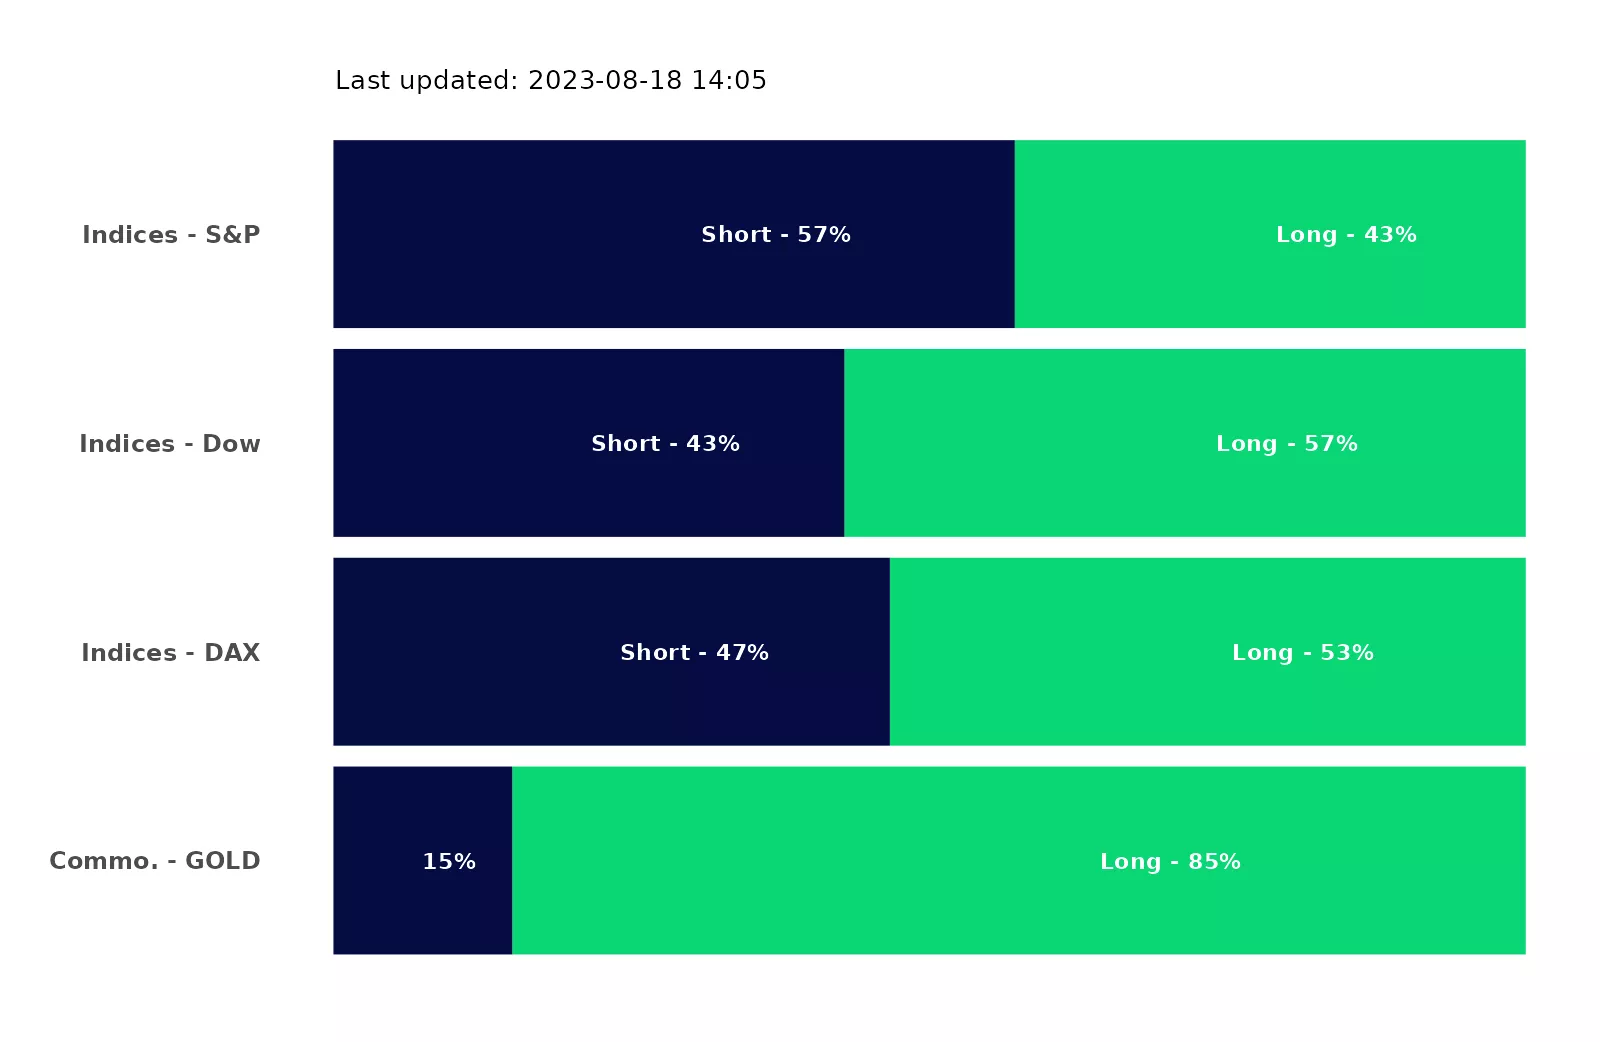 Last updated: 2023-08-18 14:05
Indices - S&P
Short - 57%
Long - 43%
Indices - Dow
Short - 43%
Long - 57%
Indices - DAX
Short - 47%
Long - 53%
Commo. - GOLD
15%
Long - 85%